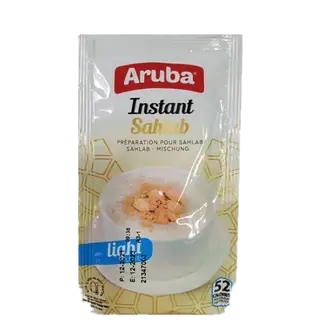 Aruba®
Instant
Sahlab
PRÉPARATION POUR SAHLAB
SAHLAB - MISCHUNG
light
52